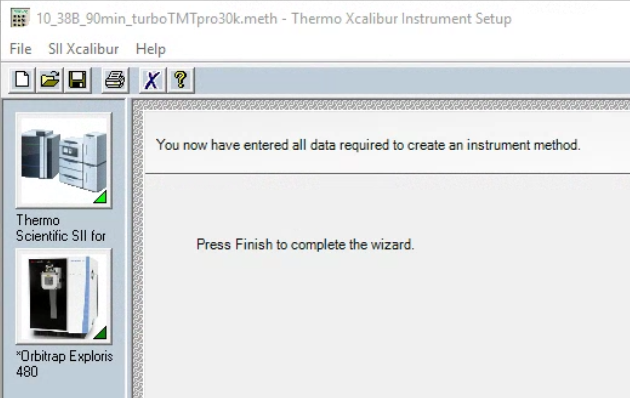 10_38B_90min_turboTMTpro30k.meth - Thermo Xcalibur Instrument Setup
File SII Xcalibur Help
You now have entered all data required to create an instrument method.
Press Finish to complete the wizard.
Thermo
Scientific SII for
*Orbitrap Exploris
480